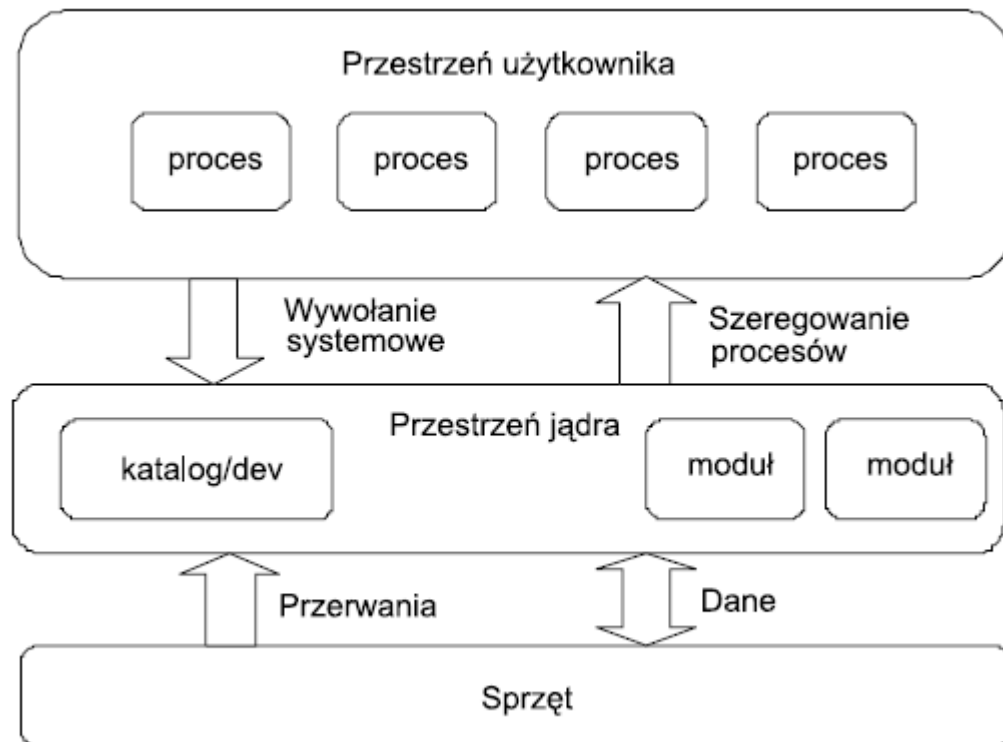 Przestrzeń użytkownika
proces
proces
proces
proces
Wywołanie
systemowe
Szeregowanie
procesów
Przestrzeń jądra
katalog/dev
moduł
moduł
Przerwania
Dane
Sprzęt